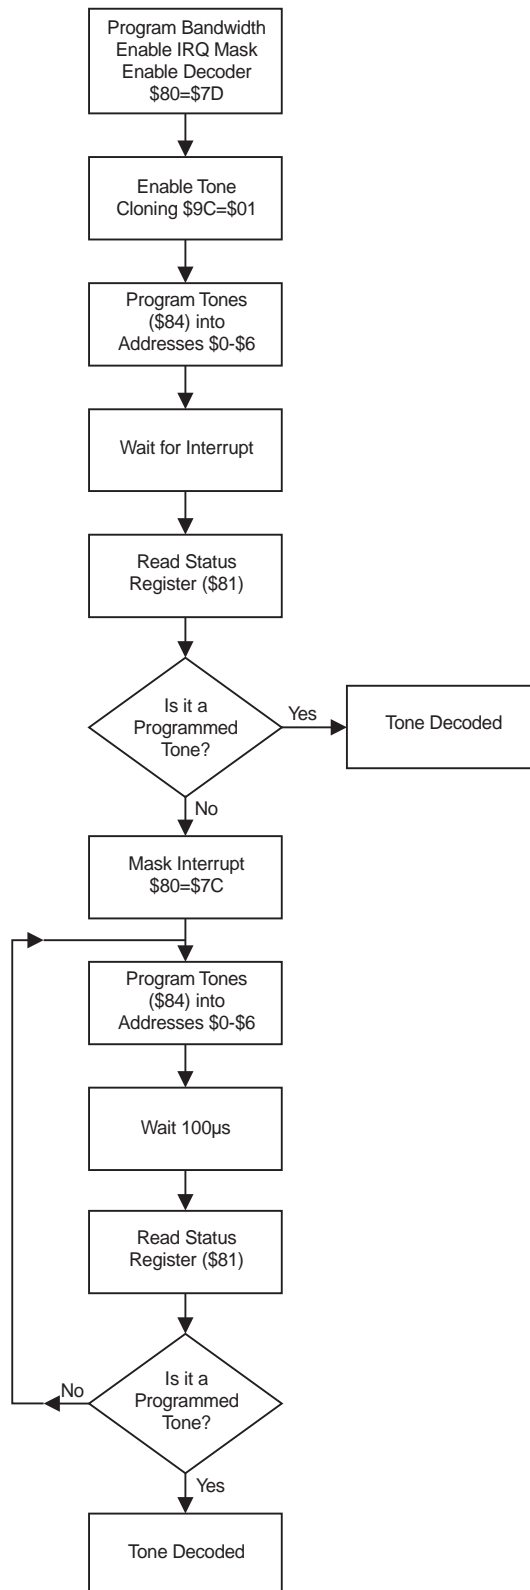 Program Bandwidth
Enable IRQ Mask
Enable Decoder
$80=$7D
Enable Tone
Cloning $9C=$01
Program Tones
($84) into
Addresses $0-$6
Wait for Interrupt
Read Status
Register ($81)
Is it a
Programmed
Tone?
Yes
Tone Decoded
No
Mask Interrupt
$80=$7C
Program Tones
($84) into
Addresses $0-$6
Wait 100µs
Read Status
Register ($81)
Is it a
Programmed
Tone?
No
Yes
Tone Decoded